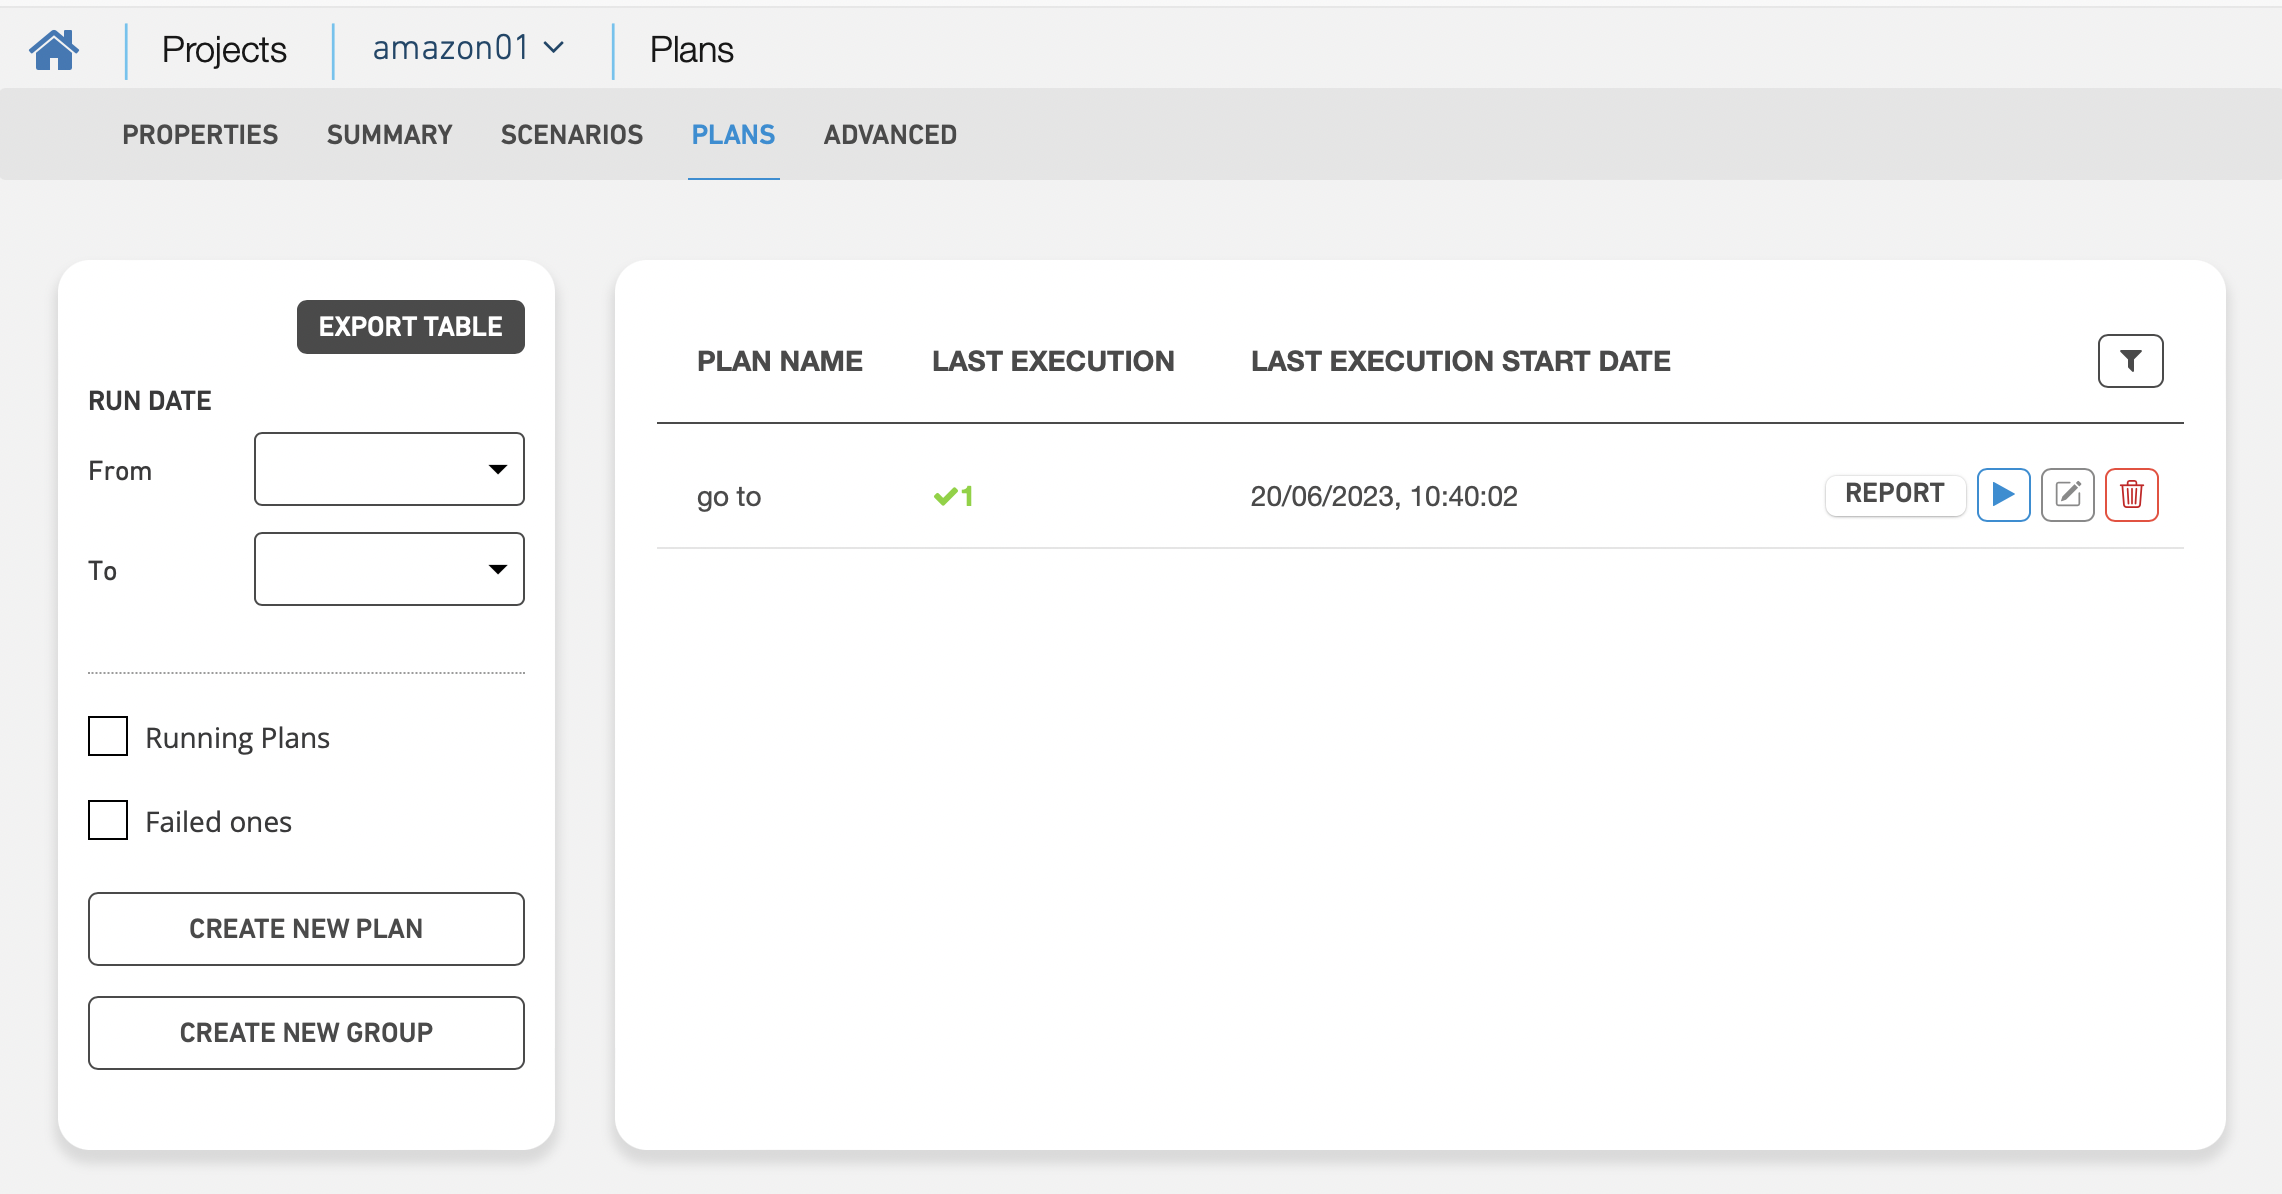 Projects
amazon01
Plans
PROPERTIES SUMMARY SCENARIOS PLANS ADVANCED
EXPORT TABLE
RUN DATE
From
To
Running Plans
Failed ones
CREATE NEW PLAN
CREATE NEW GROUP
PLAN NAME LAST EXECUTION LAST EXECUTION START DATE
go to 1 20/06/2023, 10:40:02 REPORT